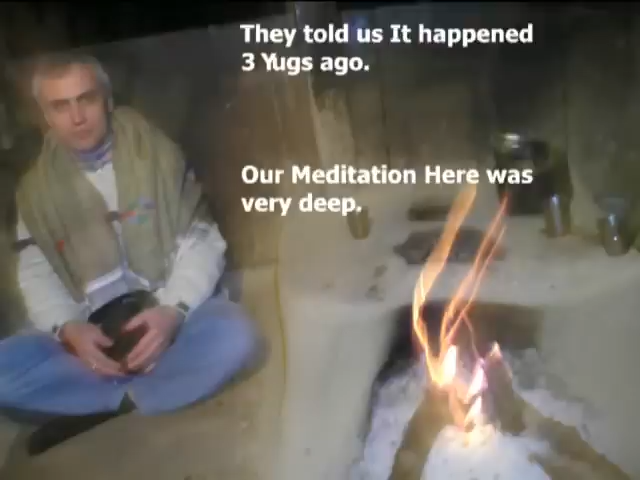 They told us It happened
3 Yugs ago.
Our Meditation Here was
very deep.